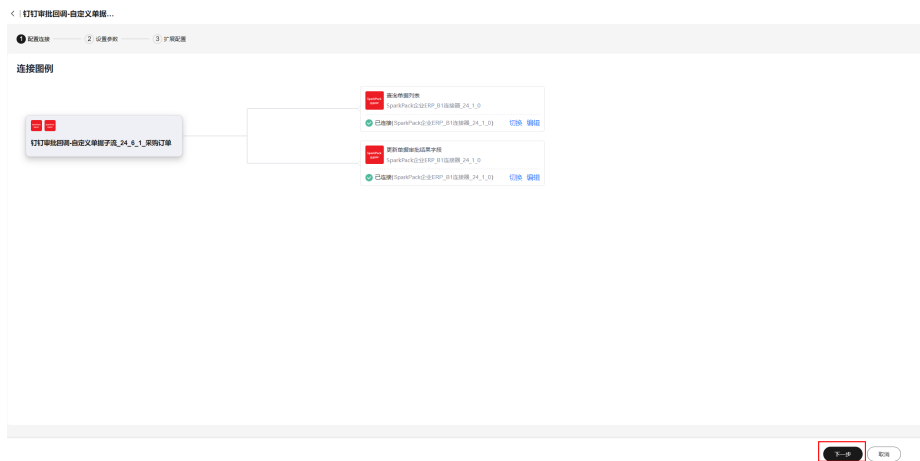 < | 钉钉审批回调-自定义单据...
1 配置连接 2 设置参数 3 扩展配置
连接图例
钉钉审批回调-自定义单据子流_24_6_1_采购订单
查询单据列表
SparkPack企业ERP_B1连接器_24_1_0
已连接(SparkPack企业ERP_B1连接器_24_1_0) 切换 编辑
更新单据审批结果字段
SparkPack企业ERP_B1连接器_24_1_0
已连接(SparkPack企业ERP_B1连接器_24_1_0) 切换 编辑
下一步 取消